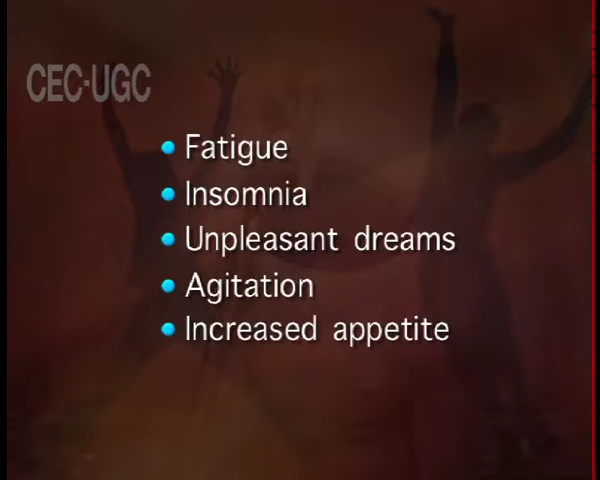 CEC-UGC
Fatigue
Insomnia
Unpleasant dreams
Agitation
Increased appetite